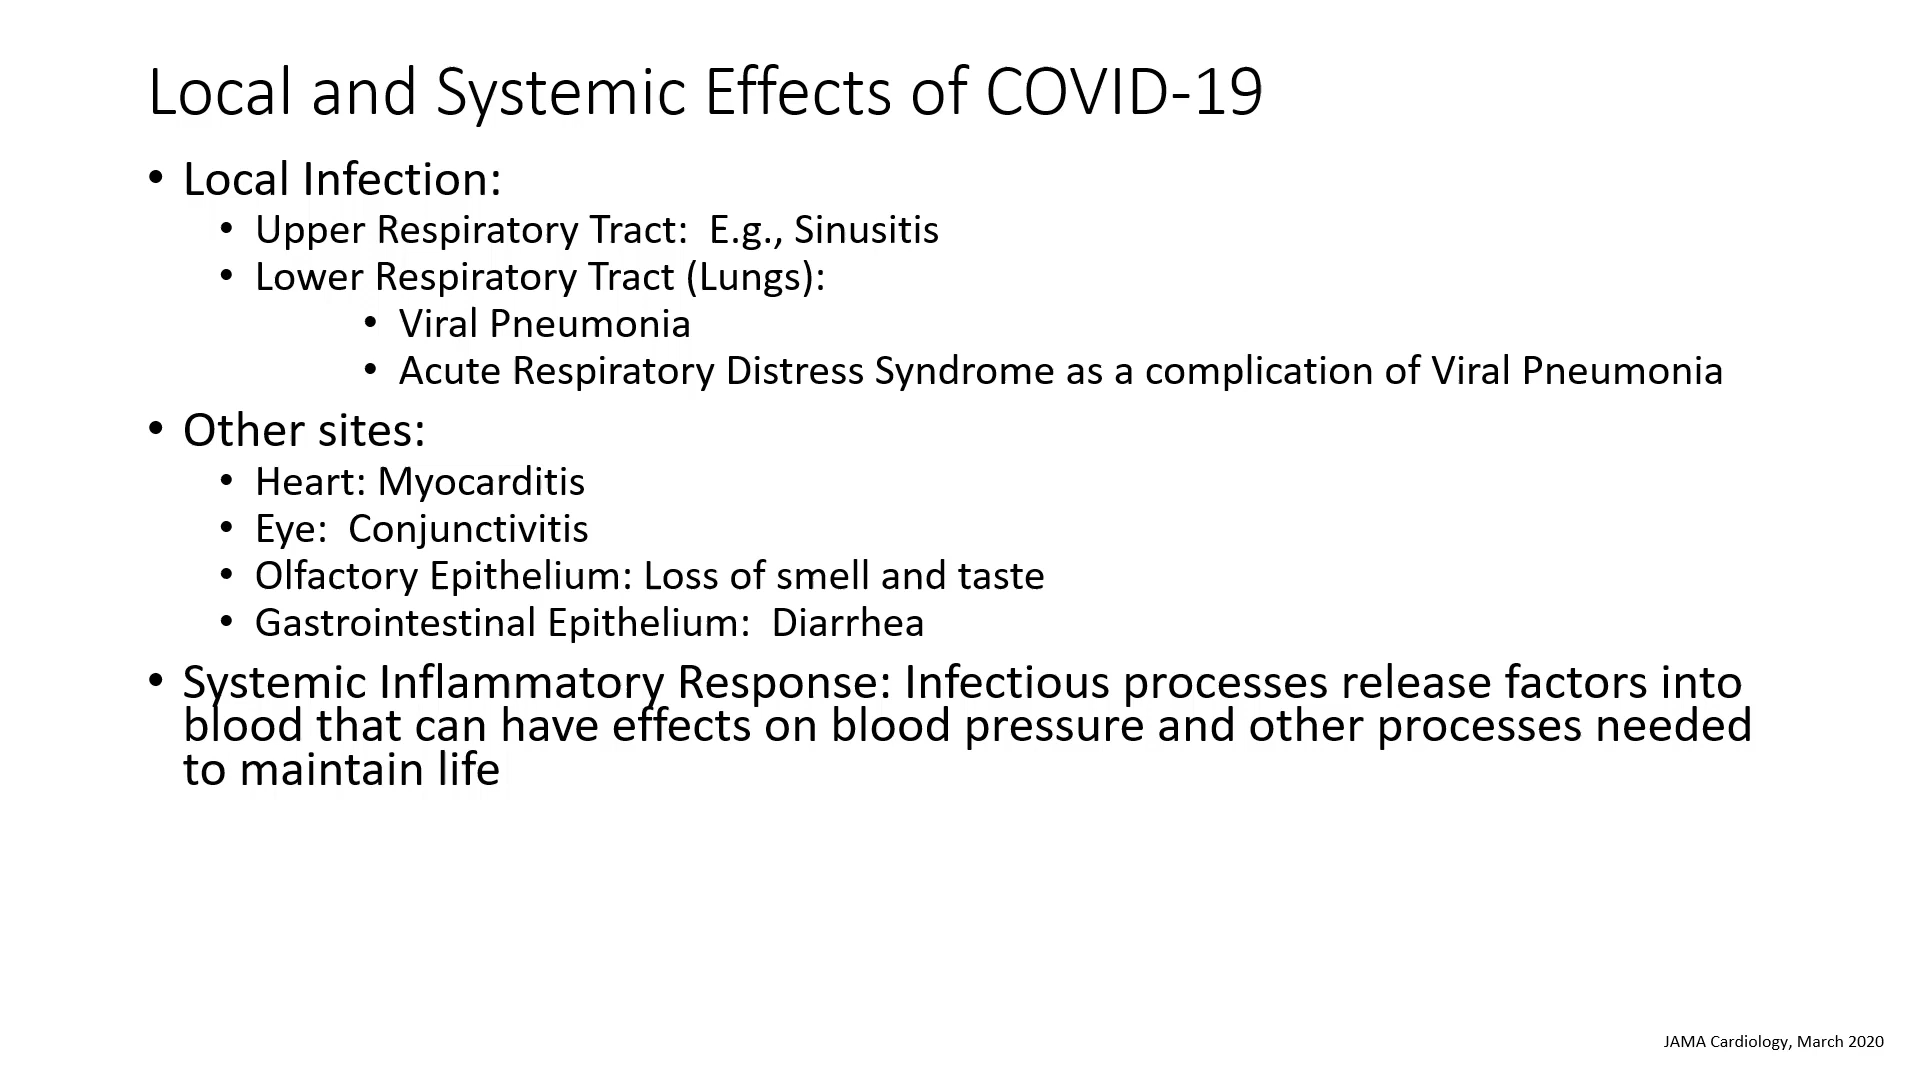 Local and Systemic Effects of COVID-19
• Local Infection:
• Upper Respiratory Tract:  E.g., Sinusitis
• Lower Respiratory Tract (Lungs):
• Viral Pneumonia
• Acute Respiratory Distress Syndrome as a complication of Viral Pneumonia
• Other sites:
• Heart: Myocarditis
• Eye:  Conjunctivitis
• Olfactory Epithelium: Loss of smell and taste
• Gastrointestinal Epithelium:  Diarrhea
• Systemic Inflammatory Response: Infectious processes release factors into
blood that can have effects on blood pressure and other processes needed
to maintain life
JAMA Cardiology, March 2020